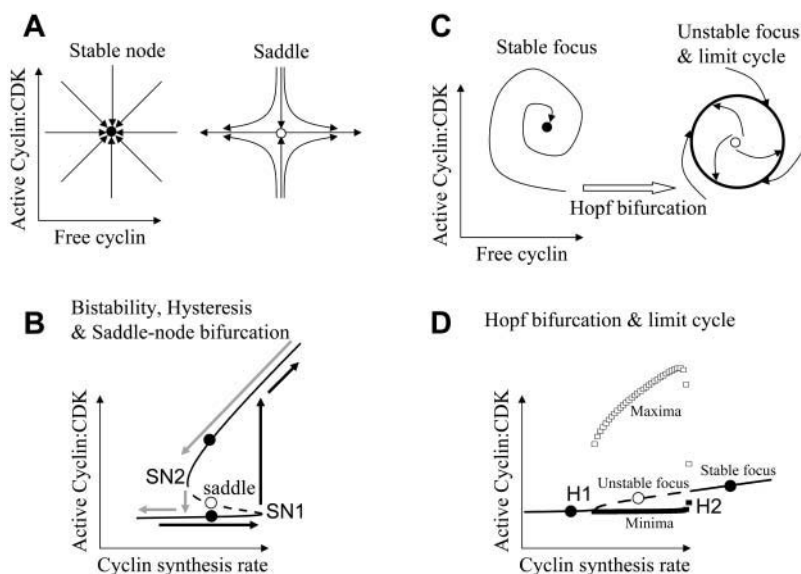 A
Stable node
Saddle
Active Cyclin:CDK
Free cyclin
B
Bistability, Hysteresis
& Saddle-node bifurcation
Active Cyclin:CDK
SN2
saddle
SN1
Cyclin synthesis rate
C
Stable focus
Unstable focus
& limit cycle
Active Cyclin:CDK
Hopf bifurcation
Free cyclin
D
Hopf bifurcation & limit cycle
Active Cyclin:CDK
Maxima
Unstable focus
Stable focus
H1
H2
Minima
Cyclin synthesis rate